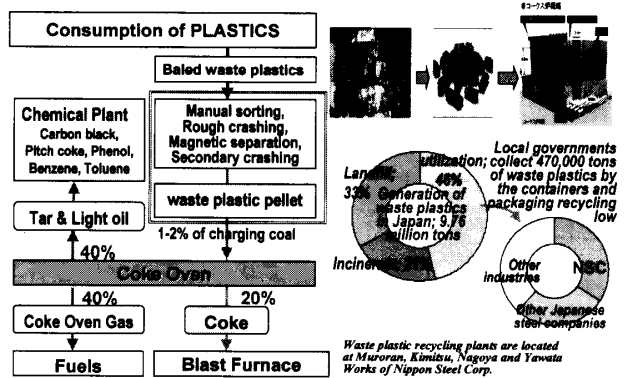 Consumption of PLASTICS
Baled waste plastics
Manual sorting,
Rough crashing,
Magnetic separation,
Secondary crashing
waste plastic pellet
1-2% of charging coal
Chemical Plant
Carbon black,
Pitch coke, Phenol,
Benzene, Toluene
Tar & Light oil
40%
Coke Oven
40%
20%
Coke Oven Gas
Coke
Fuels
Blast Furnace
Landfill;
33%
utilization;
46%
Generation of
waste plastics
in Japan; 9.76
million tons
Local governments
collect 470,000 tons
of waste plastics by
the containers and
packaging recycling
low
Other
industries
NSC
Other Japanese
steel companies
Waste plastic recycling plants are located
at Muroran, Kimitsu, Nagoya and Yawata
Works of Nippon Steel Corp.